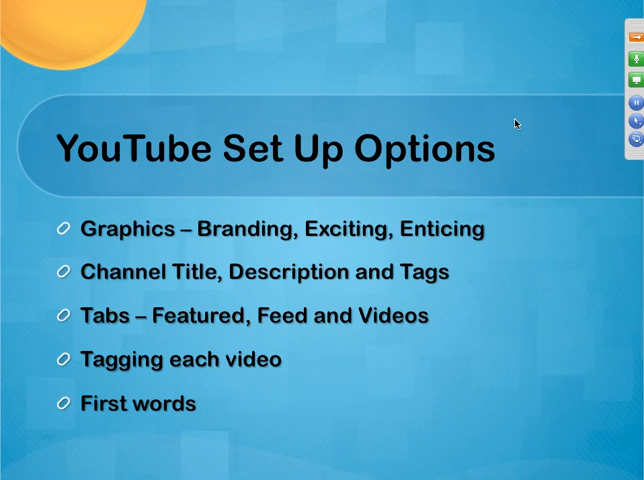 YouTube Set Up Options
Graphics – Branding, Exciting, Enticing
Channel Title, Description and Tags
Tabs – Featured, Feed and Videos
Tagging each video
First words